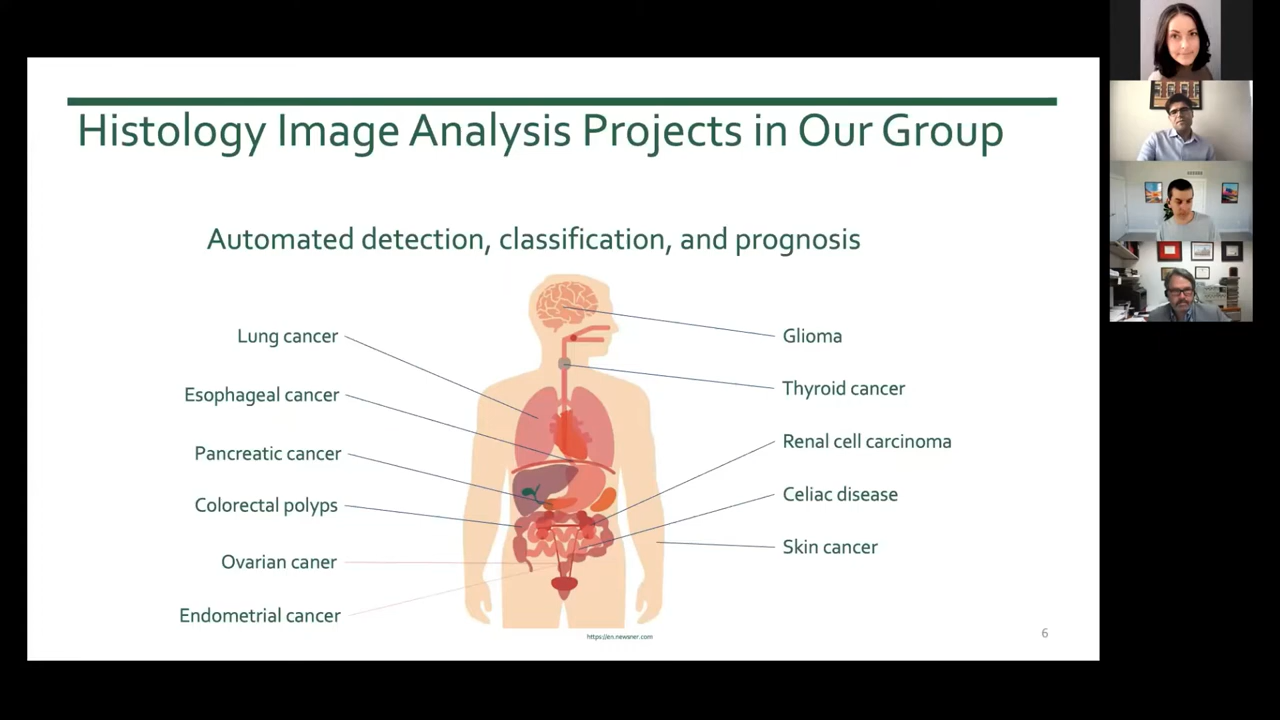 Histology Image Analysis Projects in Our Group
Automated detection, classification, and prognosis
Lung cancer
Esophageal cancer
Pancreatic cancer
Colorectal polyps
Ovarian caner
Endometrial cancer
Glioma
Thyroid cancer
Renal cell carcinoma
Celiac disease
Skin cancer
https://en.newsner.com
6